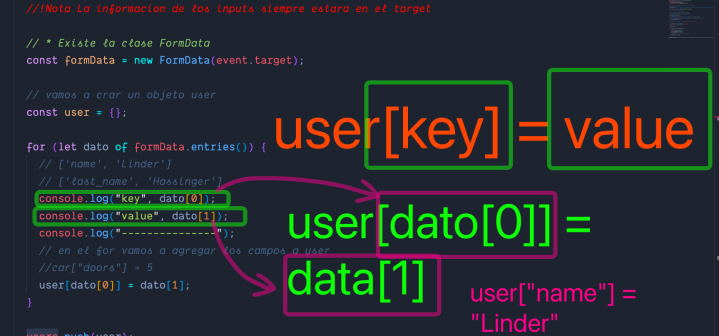 //!Nota La informacion de los inputs siempre estara en el target
// * Existe la clase FormData
const formData = new FormData(event.target);
// vamos a crar un objeto user
const user = {};
for (let dato of formData.entries()) {
// ['name', 'Linder']
// ['last_name', 'Hassinger']
console.log("key", dato[0]);
console.log("value", dato[1]);
console.log("---------------");
// en el for vamos a agregar los campos a user
//car["doors"] = 5
user[dato[0]] = dato[1];
}
users.push(user);
user[key] = value
user[dato[0]] =
data[1]
user["name"] =
"Linder"